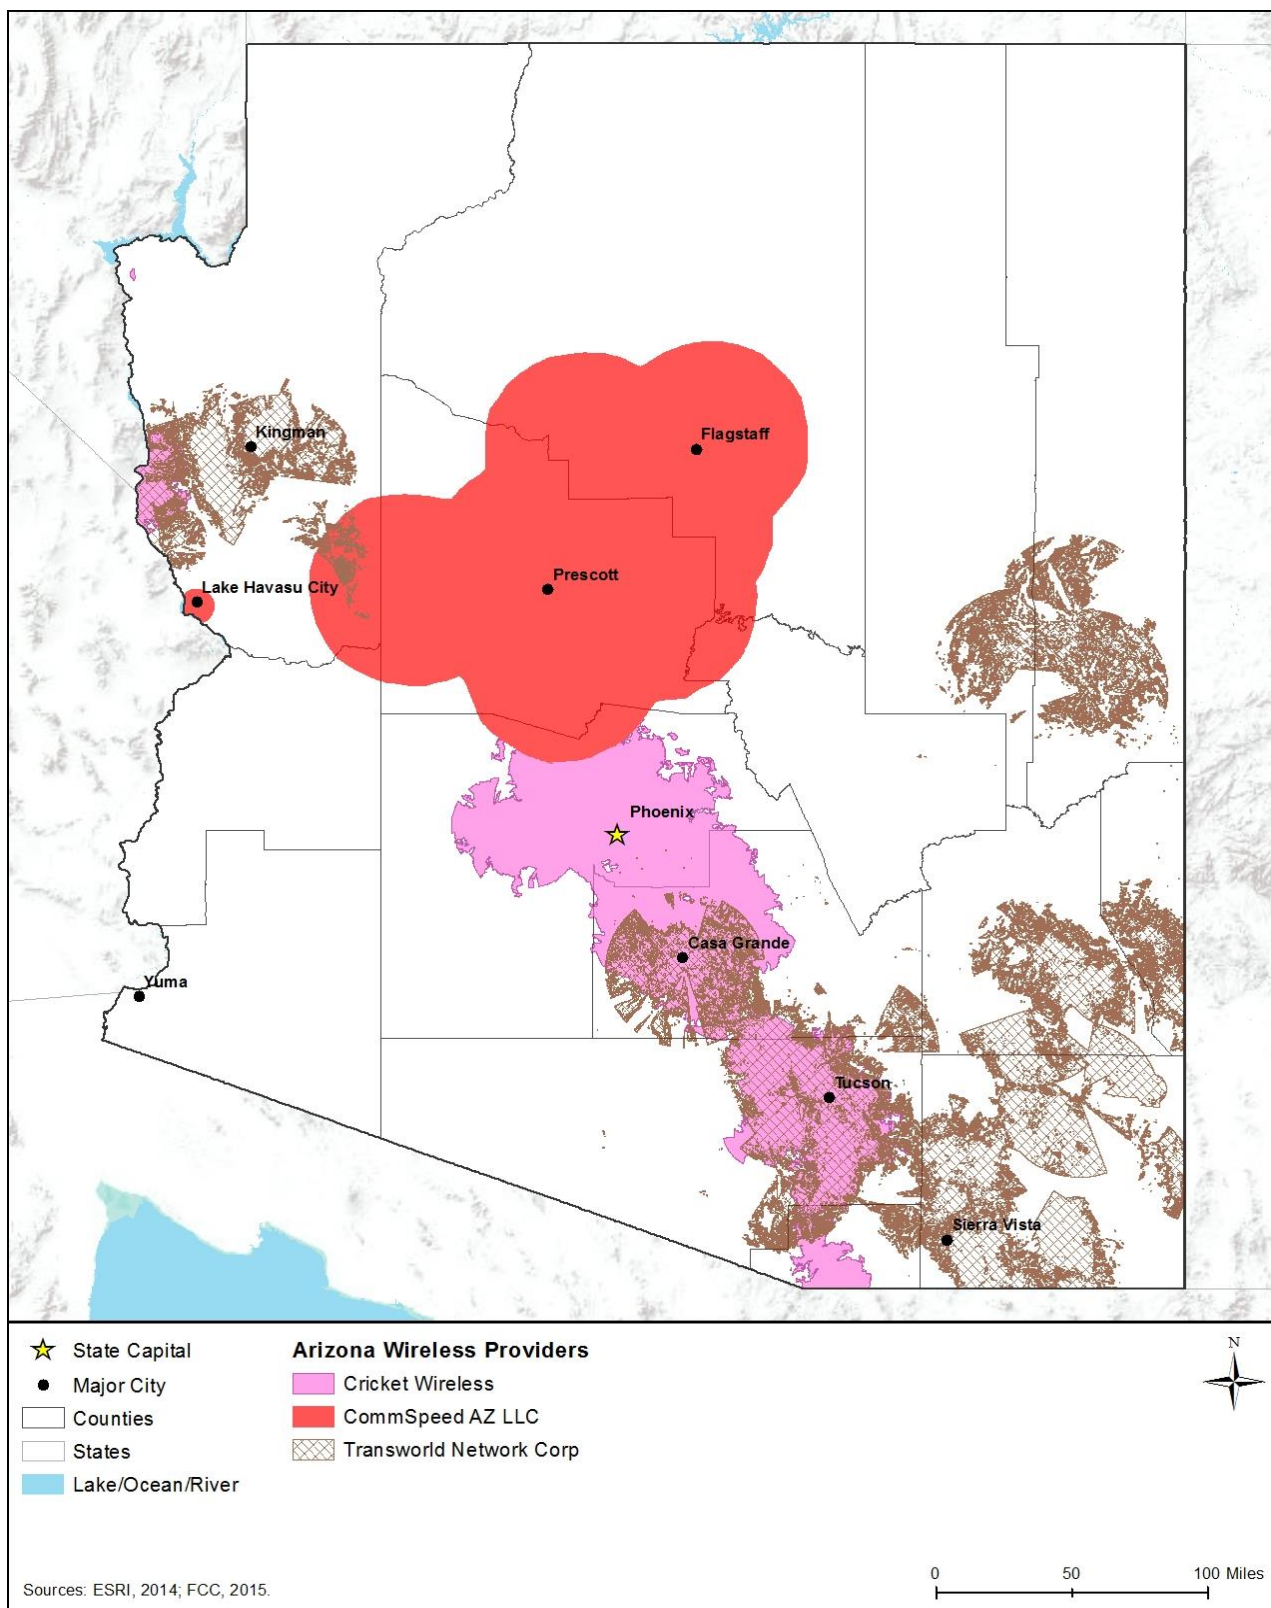 Kingman
Flagstaff
Prescott
Lake Havasu City
Phoenix
Casa Grande
Yuma
Tucson
Sierra Vista
State Capital
Major City
Counties
States
Lake/Ocean/River
Arizona Wireless Providers
Cricket Wireless
CommSpeed AZ LLC
Transworld Network Corp
N
0 50 100 Miles
Sources: ESRI, 2014; FCC, 2015.